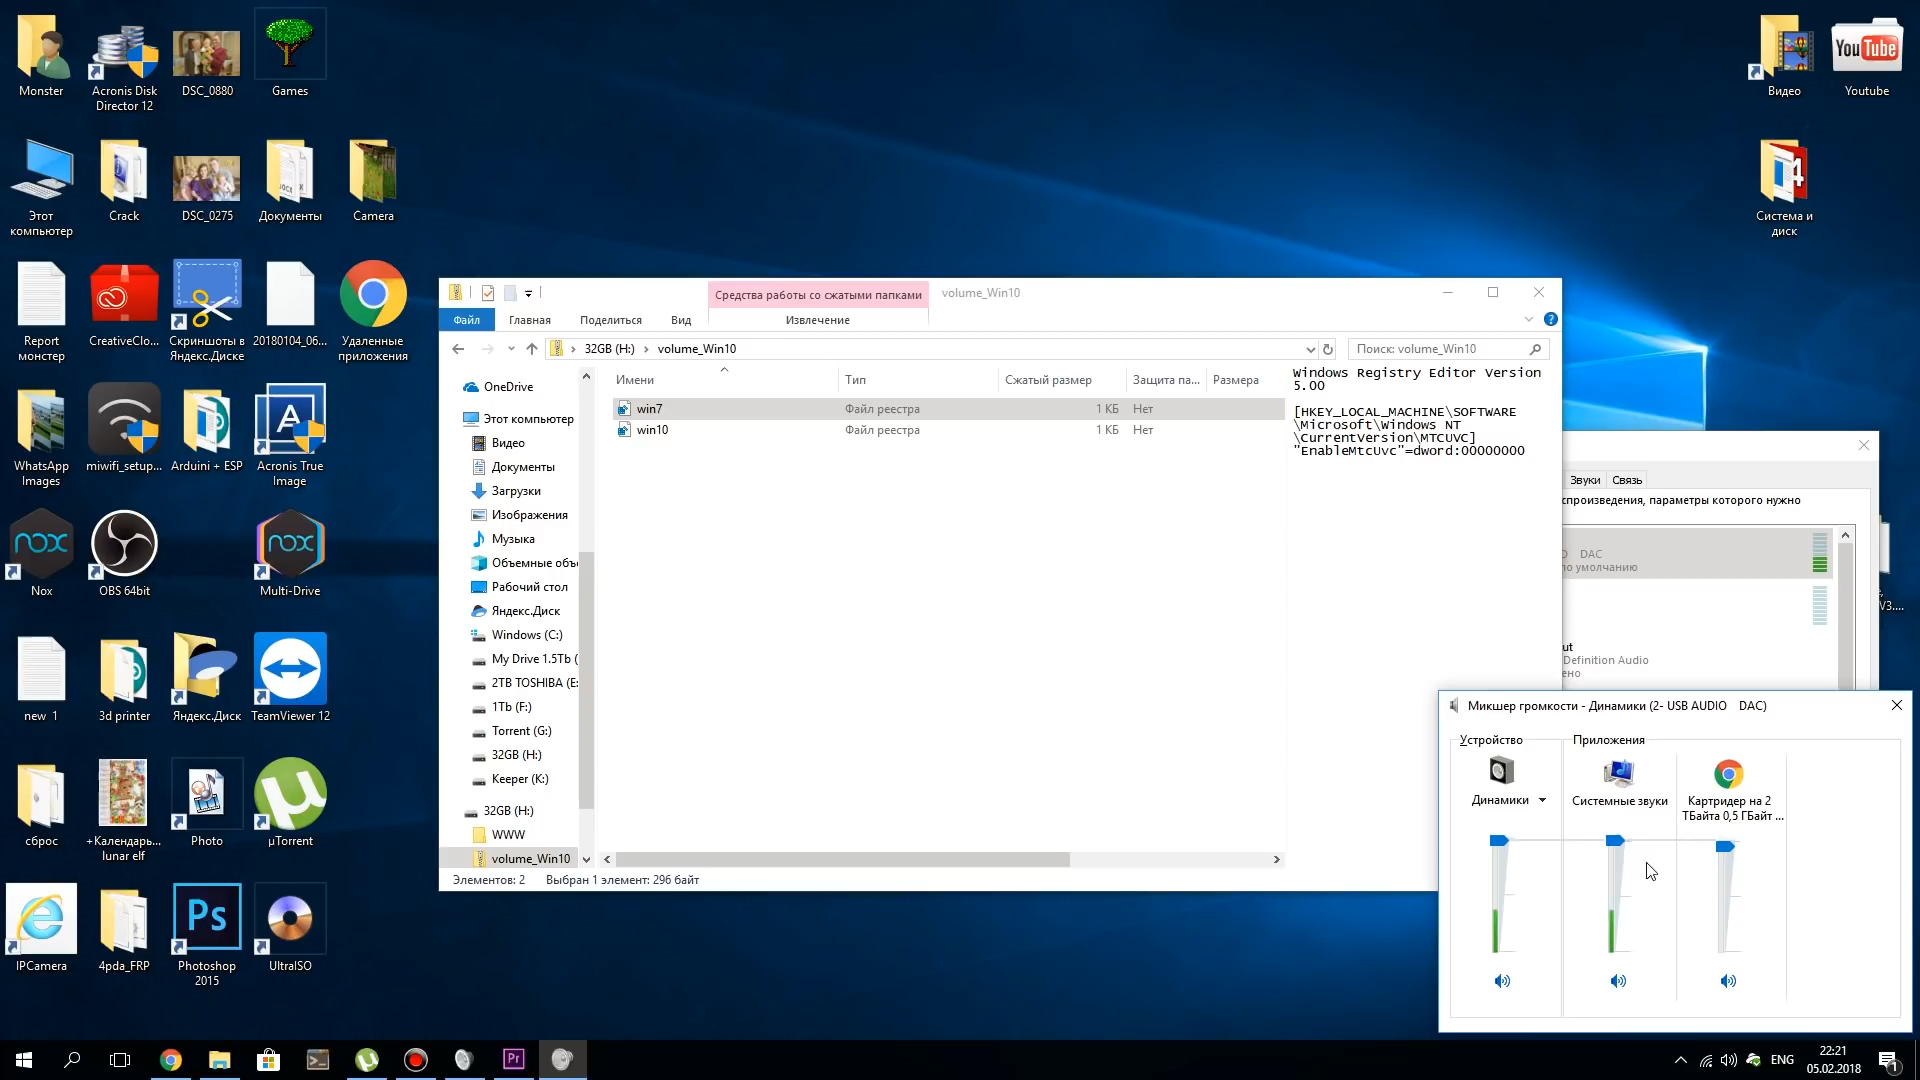 Monster
Acronis Disk
Director 12
DSC_0880
Games
Видео
YouTube
Youtube
Этот
компьютер
Crack
DSC_0275
Документы
Camera
Система и
диск
Report
монстер
CreativeClo...
Скриншоты в
Яндекс.Диске
20180104_06...
Удаленные
приложения
WhatsApp
Images
miwifi_setup...
Arduino + ESP
Acronis True
Image
Nox
OBS 64bit
Multi-Drive
new 1
3d printer
Яндекс.Диск
TeamViewer 12
сброс
+Календарь...
lunar elf
Photo
µTorrent
IPCamera
4pda_FRP
Photoshop
2015
UltraISO
Средства работы со сжатыми папками
volume_Win10
Файл
Главная
Поделиться
Вид
Извлечение
32GB (H:) › volume_Win10
Поиск: volume_Win10
Имени
Тип
Сжатый размер
Защита па...
Размера
win7
Файл реестра
1 КБ
Нет
win10
Файл реестра
1 КБ
Нет
OneDrive
Этот компьютер
Видео
Документы
Загрузки
Изображения
Музыка
Объемные объ
Рабочий стол
Яндекс.Диск
Windows (C:)
My Drive 1.5Tb (
2TB TOSHIBA (E:
1Tb (F:)
Torrent (G:)
32GB (H:)
Keeper (K:)
32GB (H:)
WWW
volume_Win10
Windows Registry Editor Version
5.00
[HKEY_LOCAL_MACHINE\SOFTWARE
\Microsoft\Windows NT
\CurrentVersion\MTCUVC]
"EnableMtcUvc"=dword:00000000
Элементов: 2
Выбран 1 элемент: 296 байт
Звуки
Связь
спроизведения, параметры которого нужно
DAC
по умолчанию
ut
Definition Audio
ено
V3....
Микшер громкости - Динамики (2- USB AUDIO DAC)
Устройство
Приложения
Динамики
Системные звуки
Картридер на 2
ТБайта 0,5 ГБайт ...
ENG
22:21
05.02.2018
1